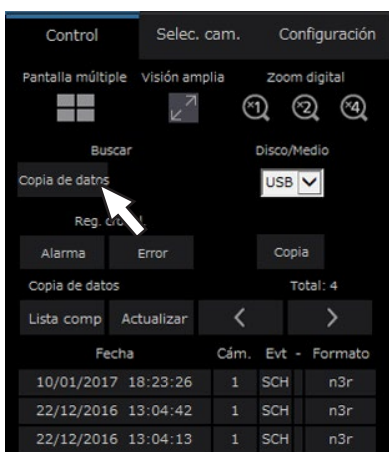 Control Selec. cam. Configuración
Pantalla múltiple Visión amplia Zoom digital
x1 x2 x4
Buscar Disco/Medio
Copia de datos USB
Reg.
Alarma Error Copia
Copia de datos Total: 4
Lista comp Actualizar < >
Fecha Cám. Evt - Formato
10/01/2017 18:23:26 1 SCH n3r
22/12/2016 13:04:42 1 SCH n3r
22/12/2016 13:04:13 1 SCH n3r